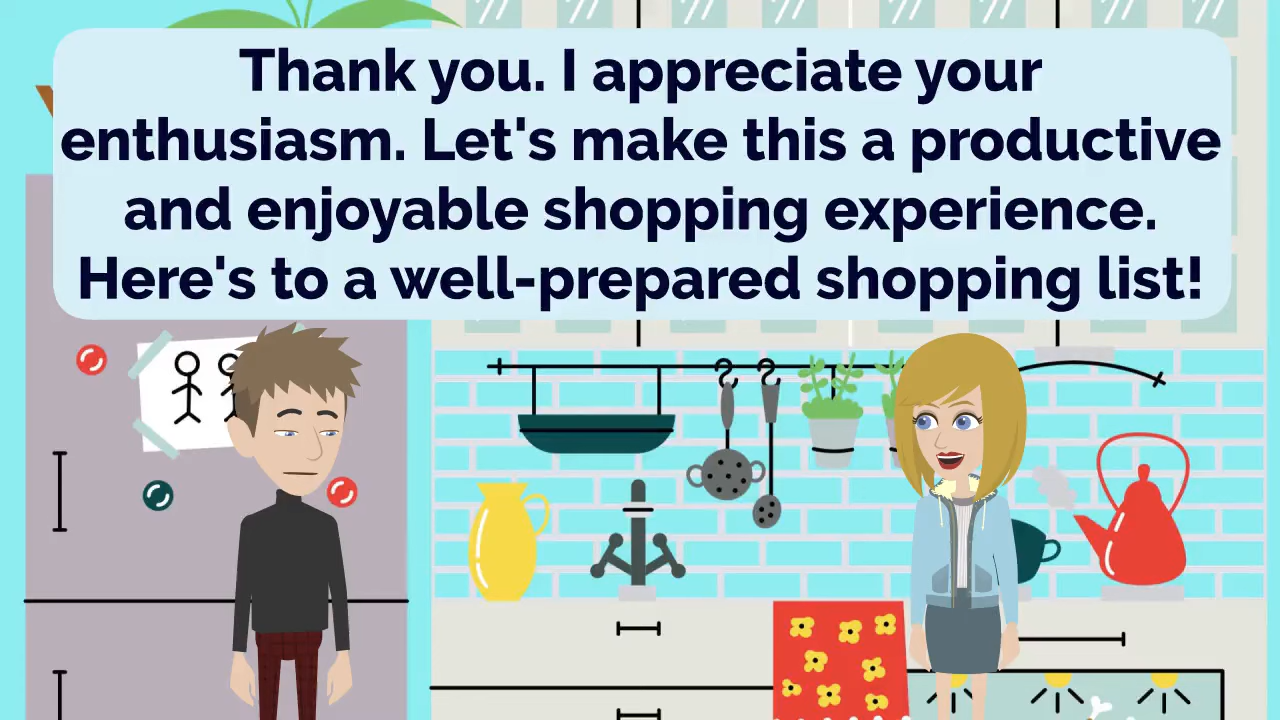 Thank you. I appreciate your
enthusiasm. Let's make this a productive
and enjoyable shopping experience.
Here's to a well-prepared shopping list!